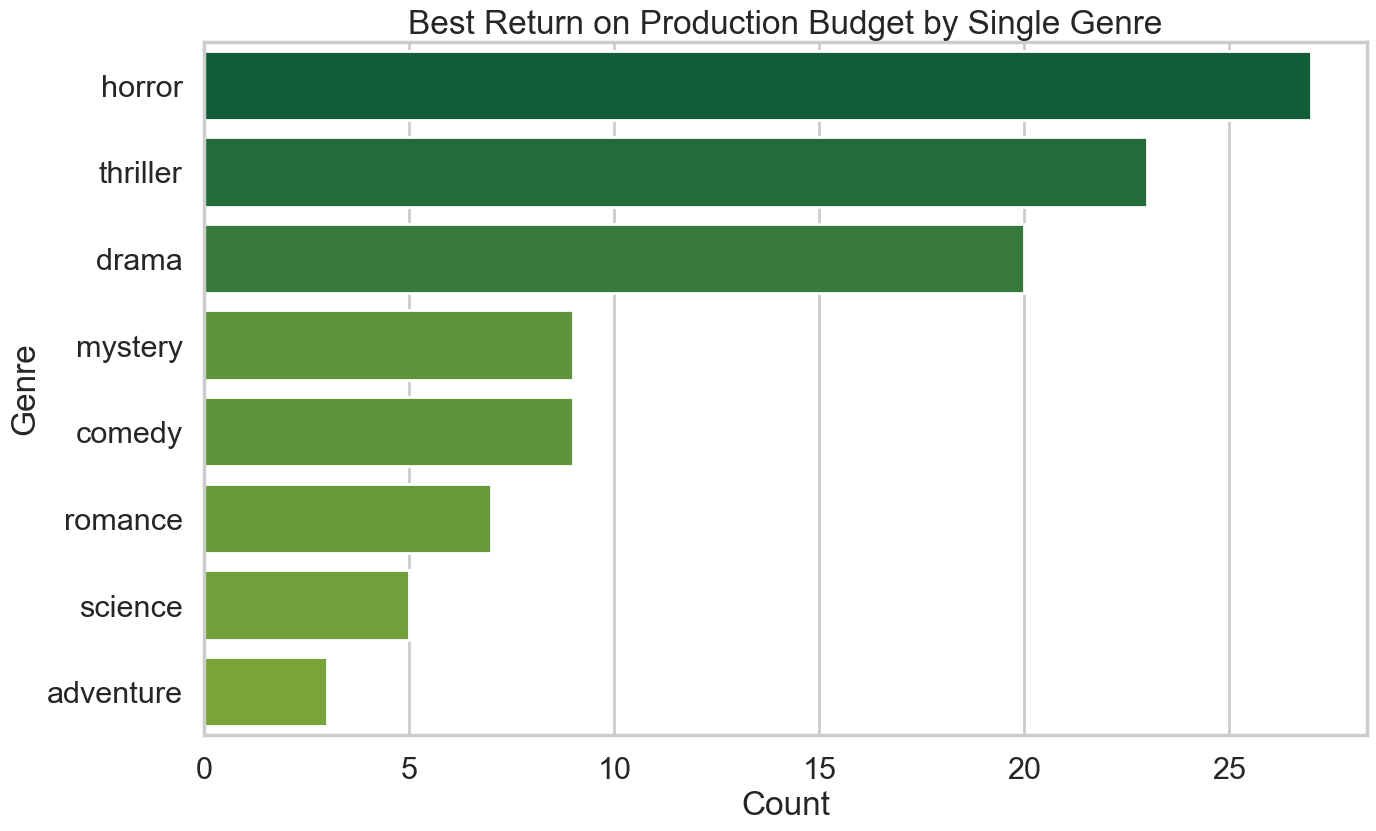 Best Return on Production Budget by Single Genre
horror
thriller
drama
mystery
comedy
romance
science
adventure
Genre
0 5 10 15 20 25
Count